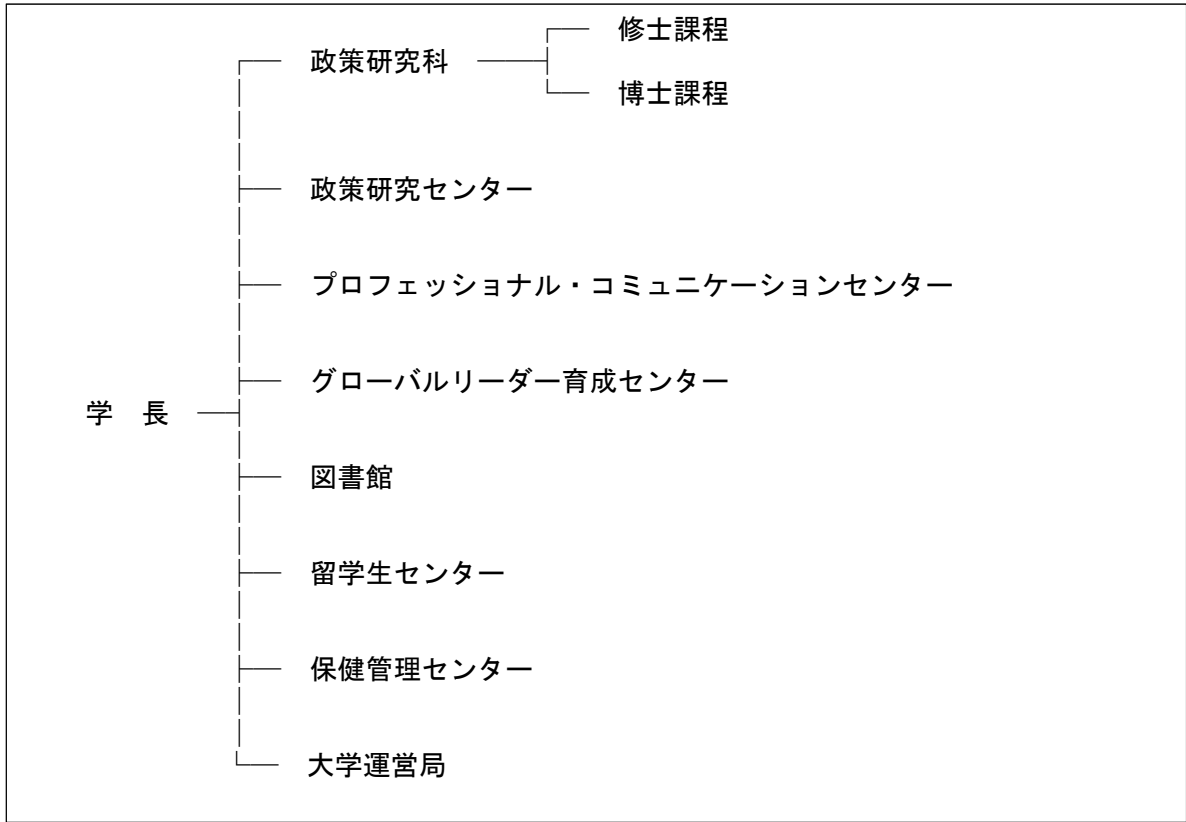 修士課程
政策研究科
博士課程
政策研究センター
プロフェッショナル・コミュニケーションセンター
グローバルリーダー育成センター
学　長
図書館
留学生センター
保健管理センター
大学運営局